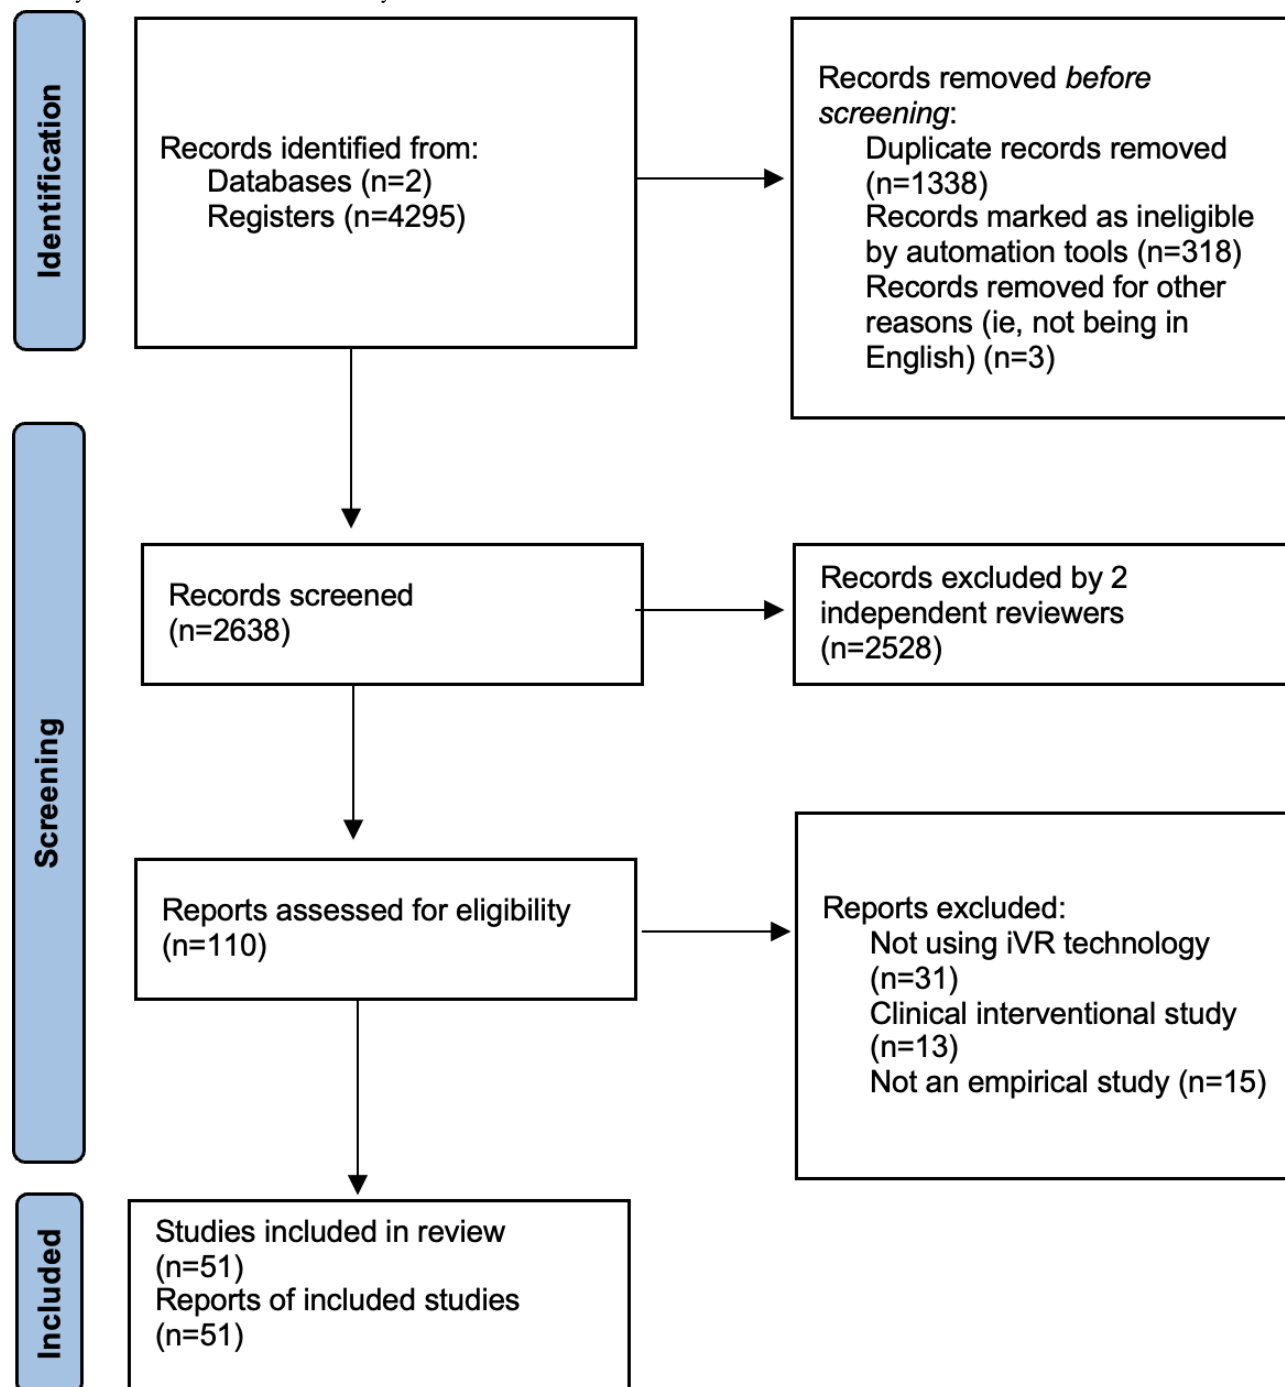 Identification
Records identified from:
Databases (n=2)
Registers (n=4295)
Records removed before
screening:
Duplicate records removed
(n=1338)
Records marked as ineligible
by automation tools (n=318)
Records removed for other
reasons (ie, not being in
English) (n=3)
Screening
Records screened
(n=2638)
Records excluded by 2
independent reviewers
(n=2528)
Reports assessed for eligibility
(n=110)
Reports excluded:
Not using iVR technology
(n=31)
Clinical interventional study
(n=13)
Not an empirical study (n=15)
Included
Studies included in review
(n=51)
Reports of included studies
(n=51)